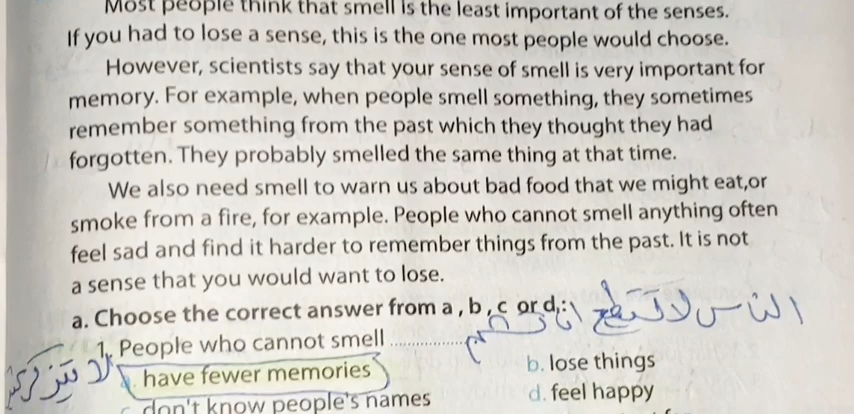 Most people think that smell is the least important of the senses.
If you had to lose a sense, this is the one most people would choose.
However, scientists say that your sense of smell is very important for
memory. For example, when people smell something, they sometimes
remember something from the past which they thought they had
forgotten. They probably smelled the same thing at that time.
We also need smell to warn us about bad food that we might eat,or
smoke from a fire, for example. People who cannot smell anything often
feel sad and find it harder to remember things from the past. It is not
a sense that you would want to lose.
a. Choose the correct answer from a , b , c or d :
الناس لا
1. People who cannot smell ....................
a. have fewer memories b. lose things
c. don't know people's names d. feel happy